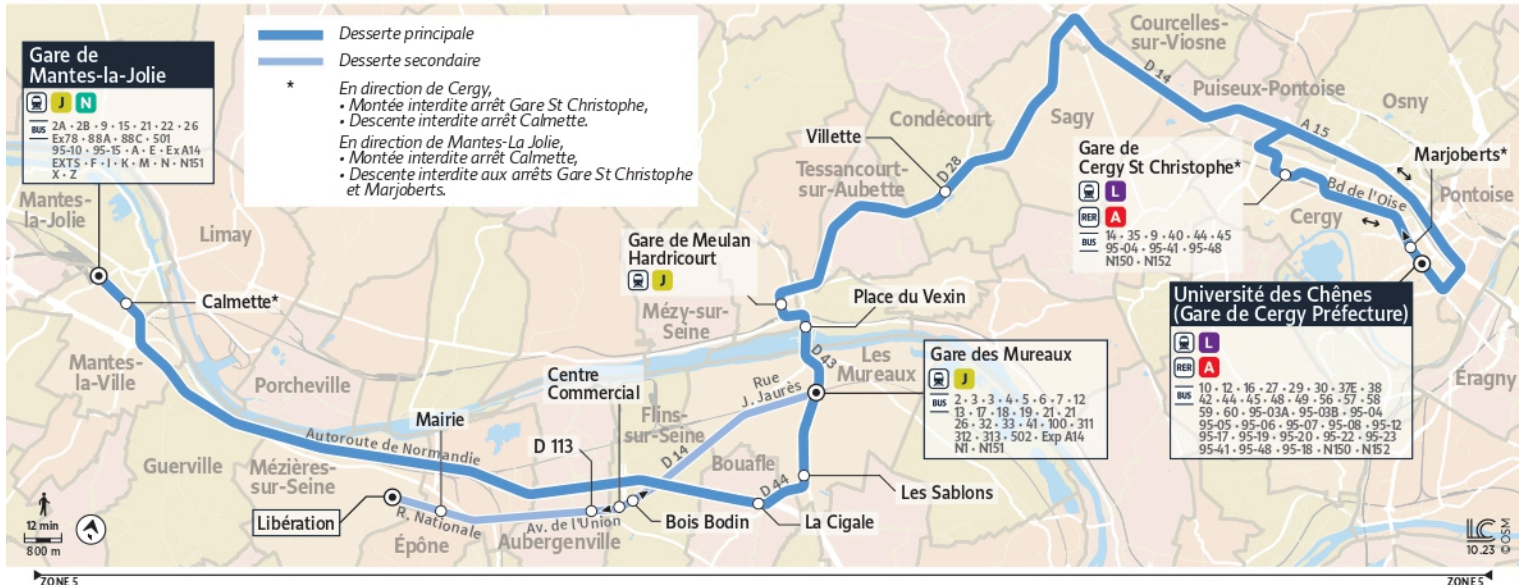 Gare de
Mantes-la-Jolie
J N
BUS 2A • 2B • 9 • 15 • 21 • 22 • 26
Ex78 • 88A • 88C • 501
95-10 • 95-15 • A • E • Ex A14
EXTS • F • I • K • M • N • N151
X • Z
Desserte principale
Desserte secondaire
* En direction de Cergy,
• Montée interdite arrêt Gare St Christophe,
• Descente interdite arrêt Calmette.
En direction de Mantes-La Jolie,
• Montée interdite arrêt Calmette,
• Descente interdite aux arrêts Gare St Christophe
et Marjoberts.
Courcelles-
sur-Viosne
D 14
Puiseux-Pontoise
Osny
A 15
Sagy
Condécourt
Villette
D 28
Tessancourt-
sur-Aubette
Gare de
Cergy St Christophe*
L
RER A
BUS 14 • 35 • 9 • 40 • 44 • 45
95-04 • 95-41 • 95-48
N150 • N152
Marjoberts*
Pontoise
Bd de l'Oise
Cergy
Mantes-
la-Jolie
Limay
Calmette*
Gare de Meulan
Hardricourt
J
Mézy-sur-
Seine
Place du Vexin
D 43
Les
Mureaux
Université des Chênes
(Gare de Cergy Préfecture)
L
RER A
BUS 10 • 12 • 16 • 27 • 29 • 30 • 37E • 38
42 • 44 • 45 • 48 • 49 • 56 • 57 • 58
59 • 60 • 95-03A • 95-03B • 95-04
95-05 • 95-06 • 95-07 • 95-08 • 95-12
95-17 • 95-19 • 95-20 • 95-22 • 95-23
95-41 • 95-48 • 95-18 • N150 • N152
Éragny
Gare des Mureaux
J
BUS 2 • 3 • 3 • 4 • 5 • 6 • 7 • 12
13 • 17 • 18 • 19 • 21 • 21
26 • 32 • 33 • 41 • 100 • 311
312 • 313 • 502 • Exp A14
N1 • N151
Mantes-
la-Ville
Porcheville
Centre
Commercial
Rue
J. Jaurès
Mairie
Flins-
sur-Seine
D 14
Autoroute de Normandie
D 113
Bouafle
Guerville
Mézières-
sur-Seine
D 44
Les Sablons
Libération
R. Nationale
Av. de l'Union
Bois Bodin
La Cigale
Épône
Aubergenville
12 min
800 m
LC
10.23
© OSM
ZONE 5
ZONE 5